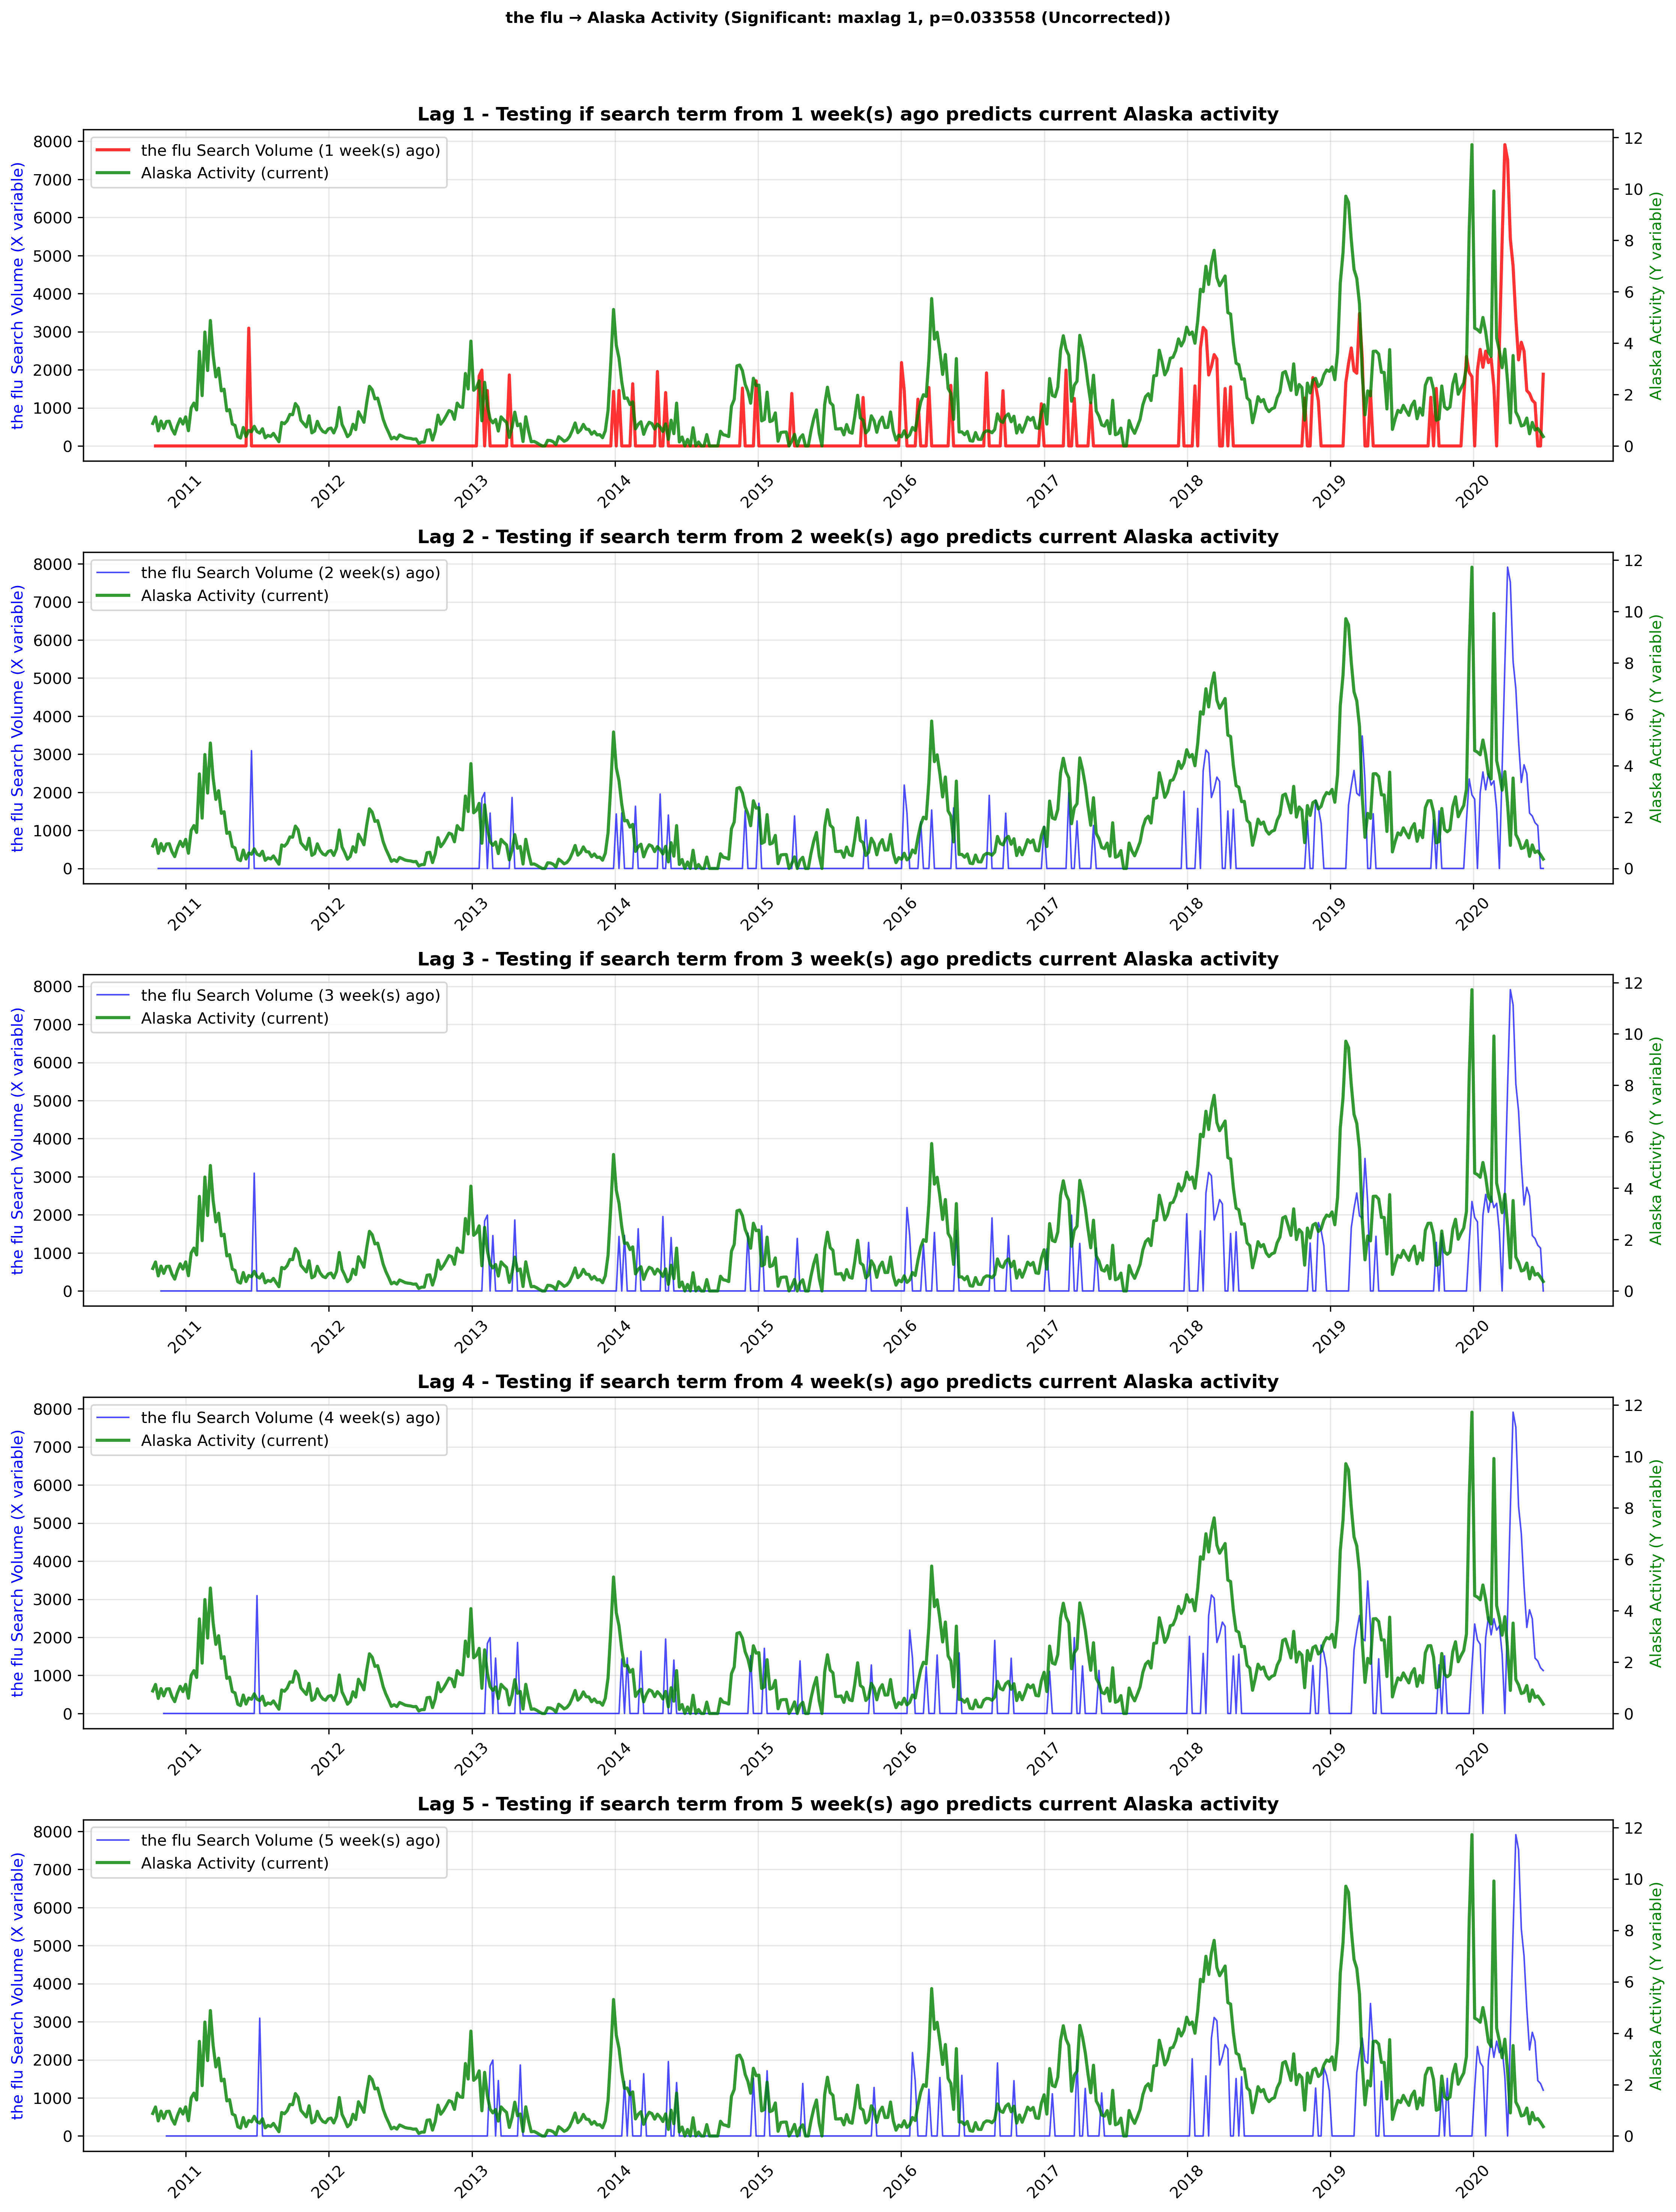 the flu → Alaska Activity (Significant: maxlag 1, p=0.033558 (Uncorrected))
Lag 1 - Testing if search term from 1 week(s) ago predicts current Alaska activity
the flu Search Volume (1 week(s) ago)
Alaska Activity (current)
the flu Search Volume (X variable)
8000
7000
6000
5000
4000
3000
2000
1000
0
Alaska Activity (Y variable)
12
10
8
6
4
2
0
2011 2012 2013 2014 2015 2016 2017 2018 2019 2020
Lag 2 - Testing if search term from 2 week(s) ago predicts current Alaska activity
the flu Search Volume (2 week(s) ago)
Alaska Activity (current)
the flu Search Volume (X variable)
8000
7000
6000
5000
4000
3000
2000
1000
0
Alaska Activity (Y variable)
12
10
8
6
4
2
0
2011 2012 2013 2014 2015 2016 2017 2018 2019 2020
Lag 3 - Testing if search term from 3 week(s) ago predicts current Alaska activity
the flu Search Volume (3 week(s) ago)
Alaska Activity (current)
the flu Search Volume (X variable)
8000
7000
6000
5000
4000
3000
2000
1000
0
Alaska Activity (Y variable)
12
10
8
6
4
2
0
2011 2012 2013 2014 2015 2016 2017 2018 2019 2020
Lag 4 - Testing if search term from 4 week(s) ago predicts current Alaska activity
the flu Search Volume (4 week(s) ago)
Alaska Activity (current)
the flu Search Volume (X variable)
8000
7000
6000
5000
4000
3000
2000
1000
0
Alaska Activity (Y variable)
12
10
8
6
4
2
0
2011 2012 2013 2014 2015 2016 2017 2018 2019 2020
Lag 5 - Testing if search term from 5 week(s) ago predicts current Alaska activity
the flu Search Volume (5 week(s) ago)
Alaska Activity (current)
the flu Search Volume (X variable)
8000
7000
6000
5000
4000
3000
2000
1000
0
Alaska Activity (Y variable)
12
10
8
6
4
2
0
2011 2012 2013 2014 2015 2016 2017 2018 2019 2020